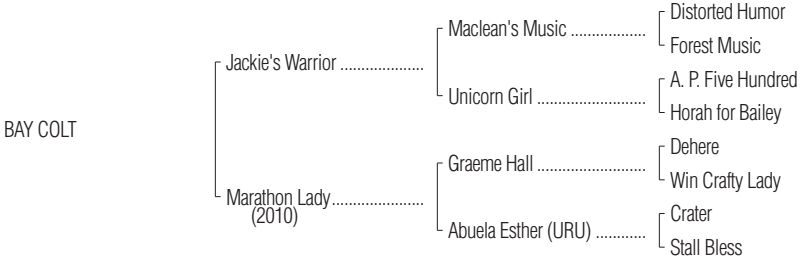 Distorted Humor
Maclean's Music ..................
Forest Music
Jackie's Warrior ....................
A. P. Five Hundred
Unicorn Girl ..........................
Horah for Bailey
BAY COLT
Dehere
Graeme Hall ..........................
Win Crafty Lady
Marathon Lady......................
(2010)
Crater
Abuela Esther (URU) ............
Stall Bless